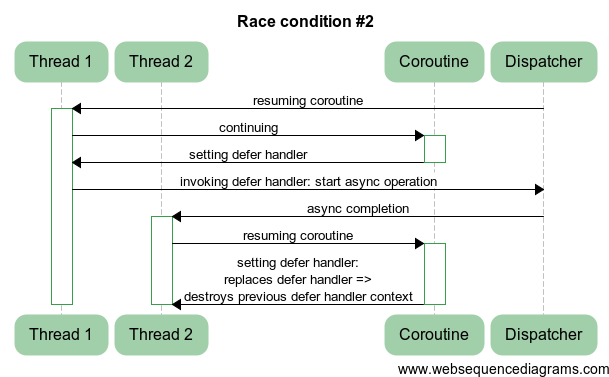 Race condition #2
Thread 1
Thread 2
Coroutine
Dispatcher
resuming coroutine
continuing
setting defer handler
invoking defer handler: start async operation
async completion
resuming coroutine
setting defer handler:
replaces defer handler =>
destroys previous defer handler context
Thread 1
Thread 2
Coroutine
Dispatcher
www.websequencediagrams.com